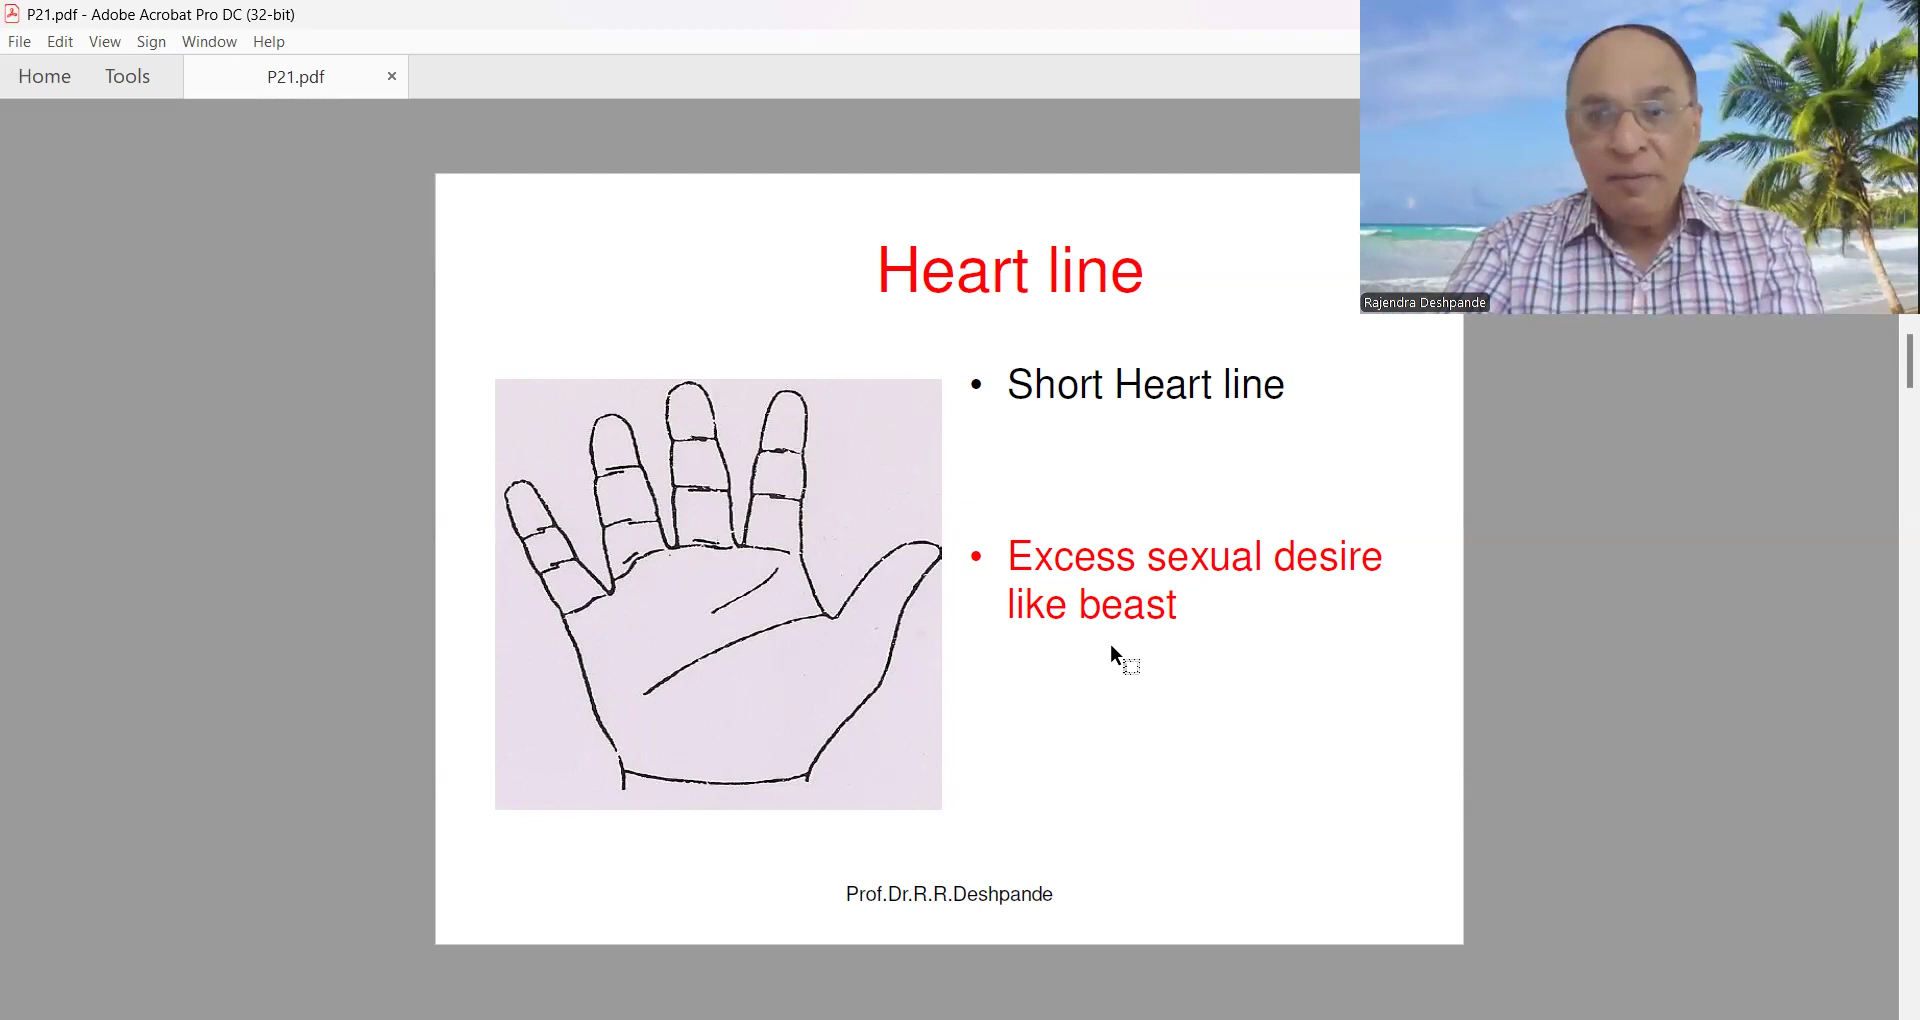 P21.pdf - Adobe Acrobat Pro DC (32-bit)
File Edit View Sign Window Help
Home Tools P21.pdf ×
Rajendra Deshpande
Heart line
• Short Heart line
• Excess sexual desire
like beast
Prof.Dr.R.R.Deshpande